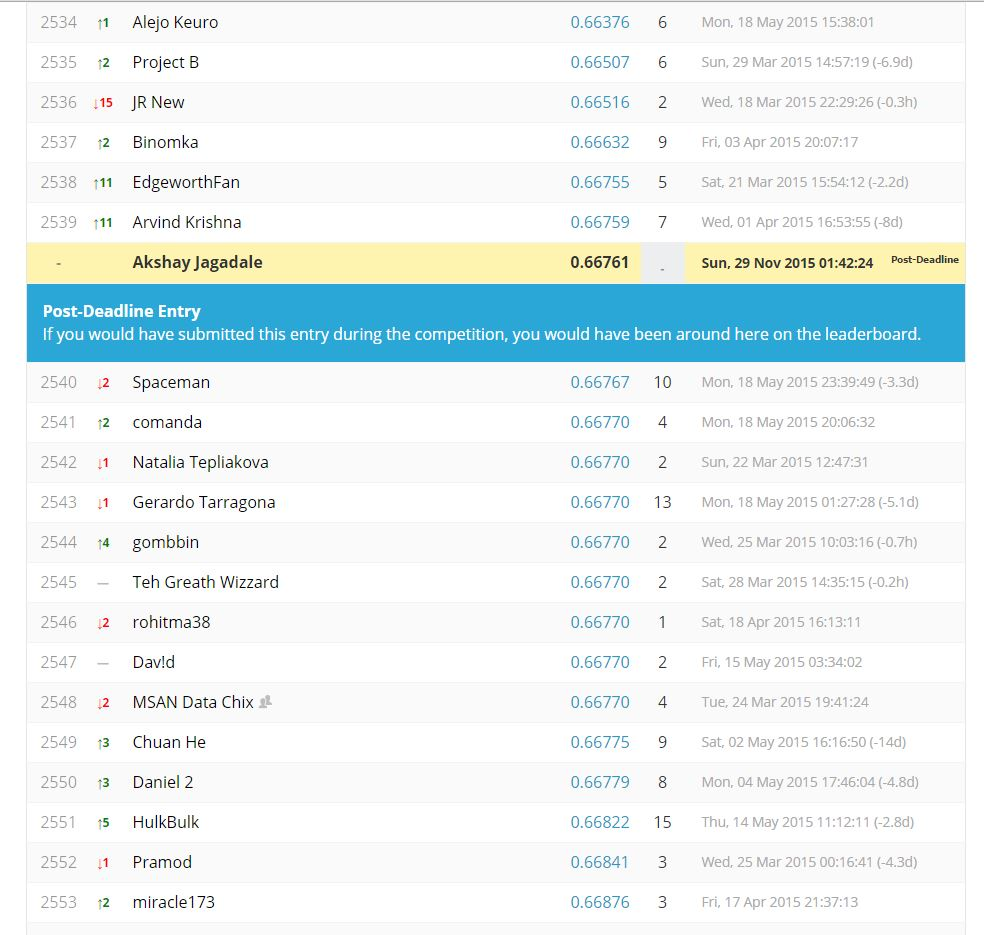 2534 ↑1 Alejo Keuro 0.66376 6 Mon, 18 May 2015 15:38:01
2535 ↑2 Project B 0.66507 6 Sun, 29 Mar 2015 14:57:19 (-6.9d)
2536 ↓15 JR New 0.66516 2 Wed, 18 Mar 2015 22:29:26 (-0.3h)
2537 ↑2 Binomka 0.66632 9 Fri, 03 Apr 2015 20:07:17
2538 ↑11 EdgeworthFan 0.66755 5 Sat, 21 Mar 2015 15:54:12 (-2.2d)
2539 ↑11 Arvind Krishna 0.66759 7 Wed, 01 Apr 2015 16:53:55 (-8d)
- Akshay Jagadale 0.66761 - Sun, 29 Nov 2015 01:42:24 Post-Deadline
Post-Deadline Entry
If you would have submitted this entry during the competition, you would have been around here on the leaderboard.
2540 ↓2 Spaceman 0.66767 10 Mon, 18 May 2015 23:39:49 (-3.3d)
2541 ↑2 comanda 0.66770 4 Mon, 18 May 2015 20:06:32
2542 ↓1 Natalia Tepliakova 0.66770 2 Sun, 22 Mar 2015 12:47:31
2543 ↓1 Gerardo Tarragona 0.66770 13 Mon, 18 May 2015 01:27:28 (-5.1d)
2544 ↑4 gombbin 0.66770 2 Wed, 25 Mar 2015 10:03:16 (-0.7h)
2545 — Teh Greath Wizzard 0.66770 2 Sat, 28 Mar 2015 14:35:15 (-0.2h)
2546 ↓2 rohitma38 0.66770 1 Sat, 18 Apr 2015 16:13:11
2547 — Dav!d 0.66770 2 Fri, 15 May 2015 03:34:02
2548 ↓2 MSAN Data Chix 0.66770 4 Tue, 24 Mar 2015 19:41:24
2549 ↑3 Chuan He 0.66775 9 Sat, 02 May 2015 16:16:50 (-14d)
2550 ↑3 Daniel 2 0.66779 8 Mon, 04 May 2015 17:46:04 (-4.8d)
2551 ↑5 HulkBulk 0.66822 15 Thu, 14 May 2015 11:12:11 (-2.8d)
2552 ↓1 Pramod 0.66841 3 Wed, 25 Mar 2015 00:16:41 (-4.3d)
2553 ↑2 miracle173 0.66876 3 Fri, 17 Apr 2015 21:37:13